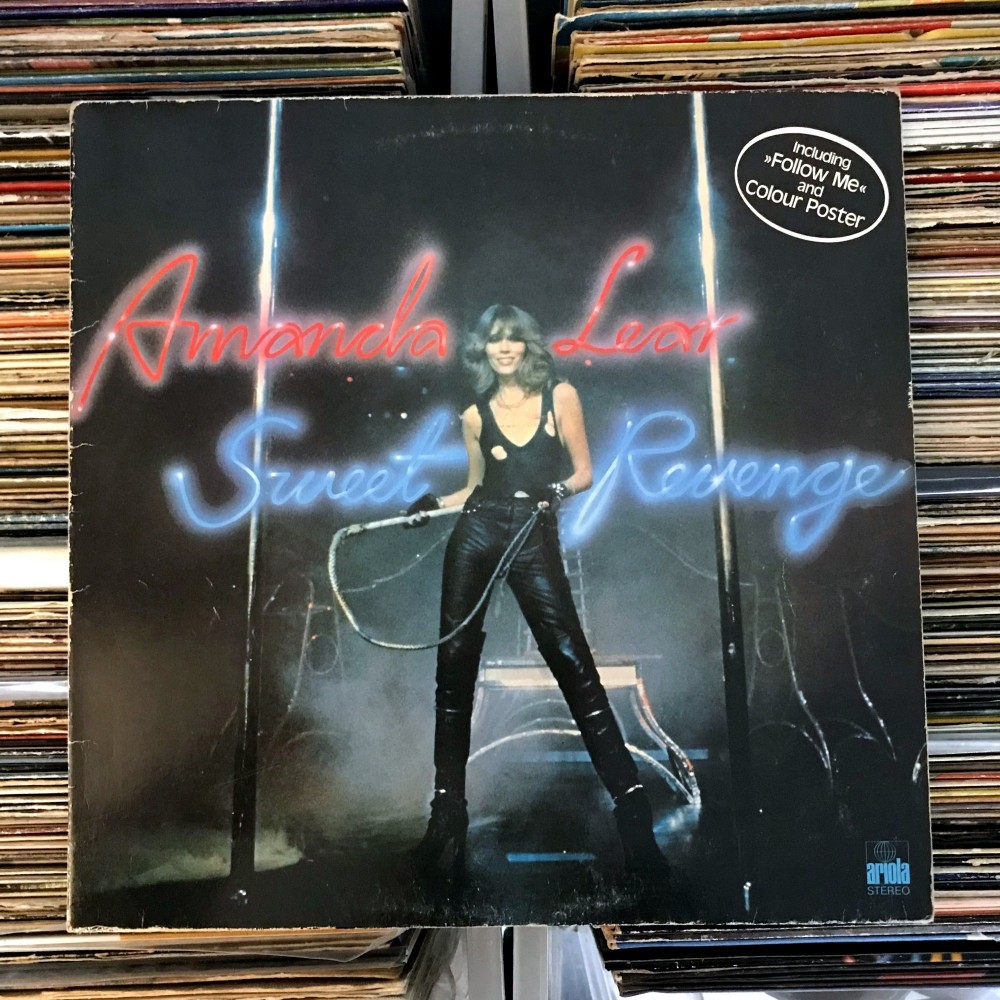 Including
»Follow Me«
and
Colour Poster
Amanda Lear
Sweet Revenge
ariola
STEREO